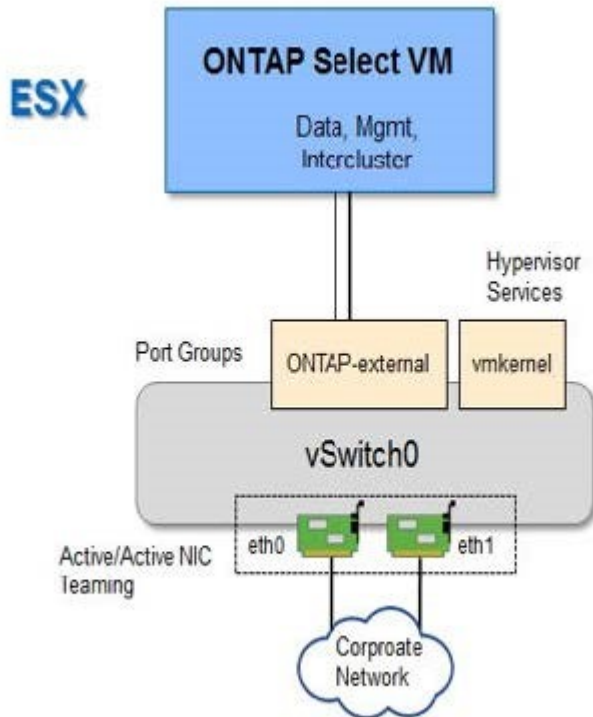 ESX
ONTAP Select VM
Data, Mgmt,
Intercluster
Hypervisor
Services
Port Groups
ONTAP-external
vmkernel
vSwitch0
eth0
eth1
Active/Active NIC
Teaming
Corproate
Network